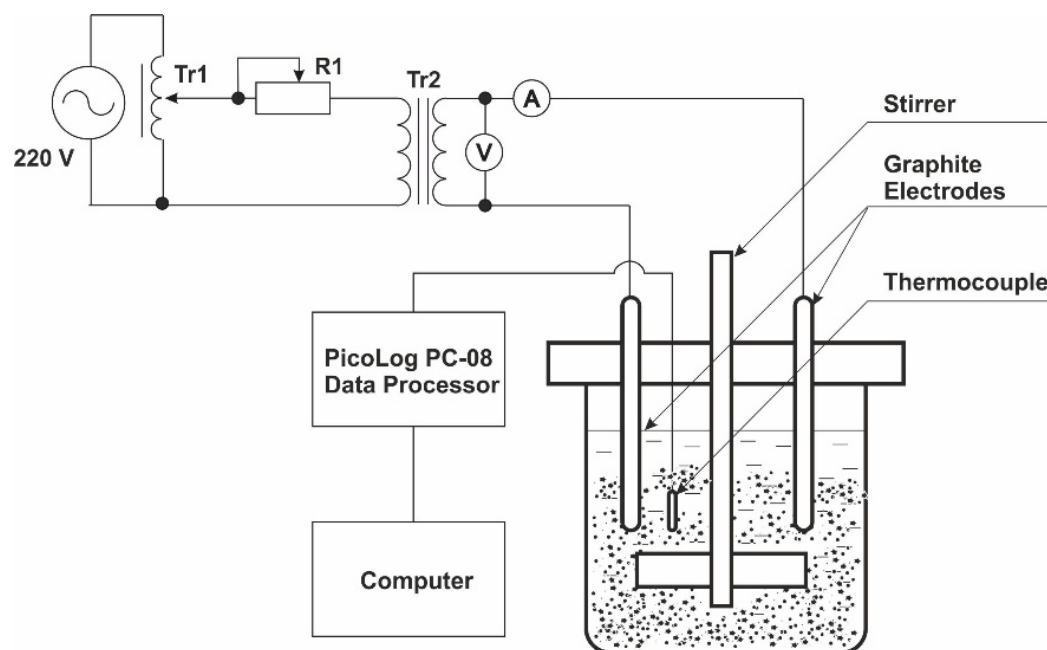 Tr1
R1
Tr2
A
V
220 V
Stirrer
Graphite
Electrodes
Thermocouple
PicoLog PC-08
Data Processor
Computer